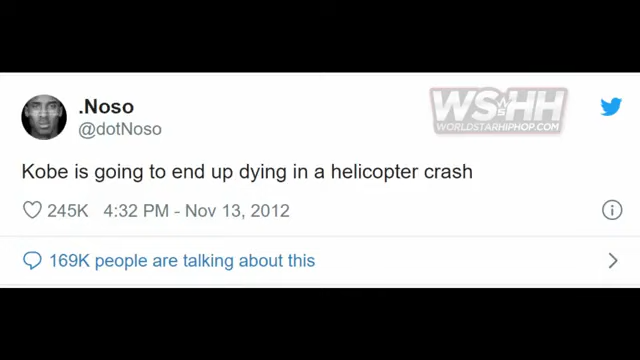 .Noso
@dotNoso
WSHH
WORLDSTARHIPHOP.COM
Kobe is going to end up dying in a helicopter crash
245K 4:32 PM - Nov 13, 2012
169K people are talking about this